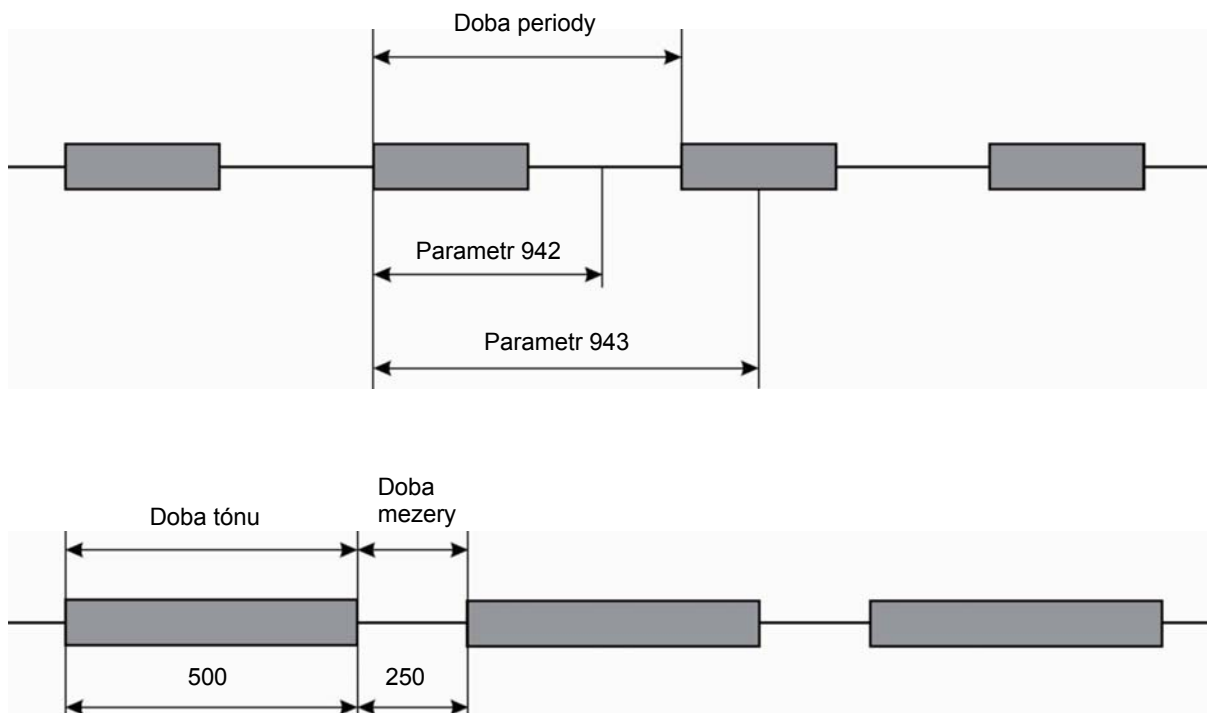 Doba periody
Parametr 942
Parametr 943
Doba
Doba tónu
mezery
500
250